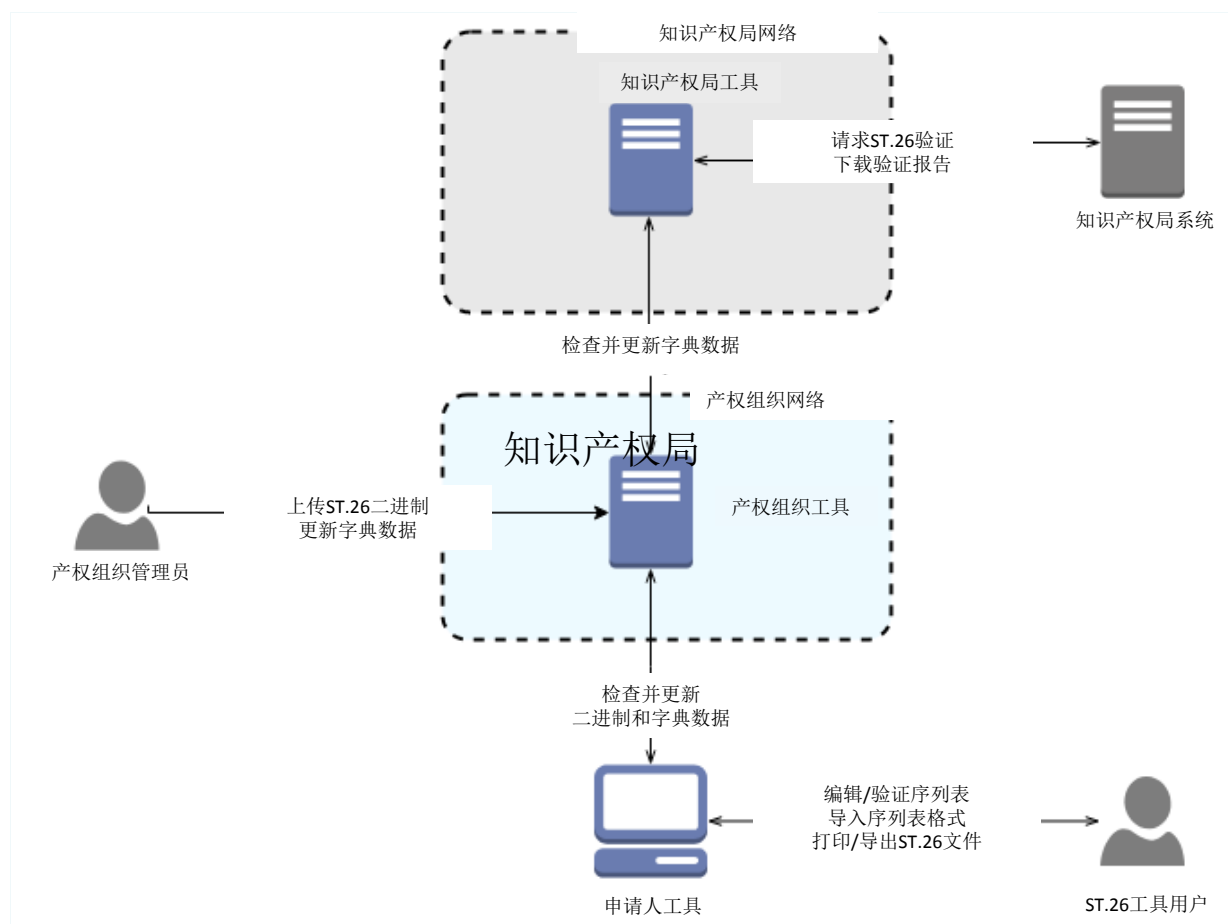 知识产权局网络
知识产权局工具
请求ST.26验证
下载验证报告
知识产权局系统
检查并更新字典数据
产权组织网络
知识产权局
上传ST.26二进制
更新字典数据
产权组织工具
产权组织管理员
检查并更新
二进制和字典数据
编辑/验证序列表
导入序列表格式
打印/导出ST.26文件
申请人工具
ST.26工具用户